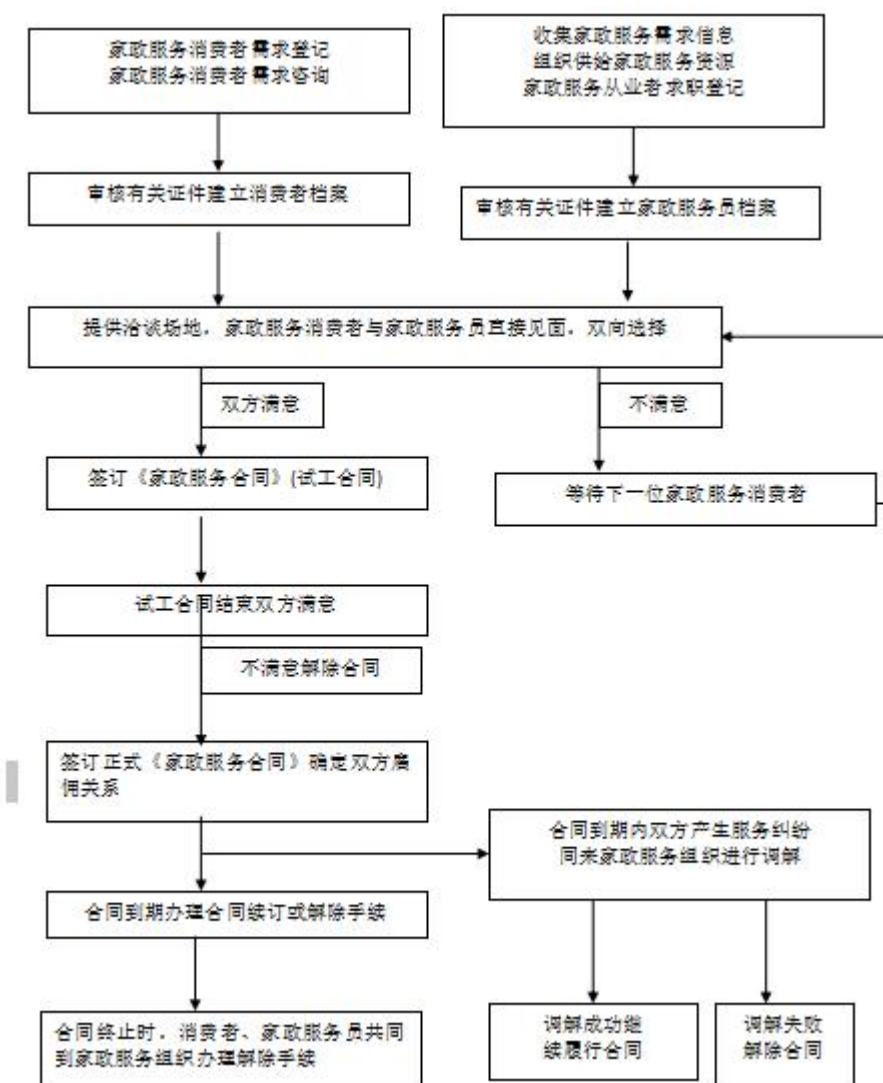 家政服务消费者需求登记
家政服务消费者需求咨询
收集家政服务需求信息
组织供给家政服务资源
家政服务从业者求职登记
审核有关证件建立消费者档案
审核有关证件建立家政服务员档案
提供洽谈场地，家政服务消费者与家政服务员直接见面，双向选择
双方满意
不满意
签订《家政服务合同》(试工合同)
等待下一位家政服务消费者
试工合同结束双方满意
不满意解除合同
签订正式《家政服务合同》确定双方雇
佣关系
合同到期内双方产生服务纠纷
同来家政服务组织进行调解
合同到期办理合同续订或解除手续
合同终止时，消费者、家政服务员共同
到家政服务组织办理解除手续
调解成功继
续履行合同
调解失败
解除合同